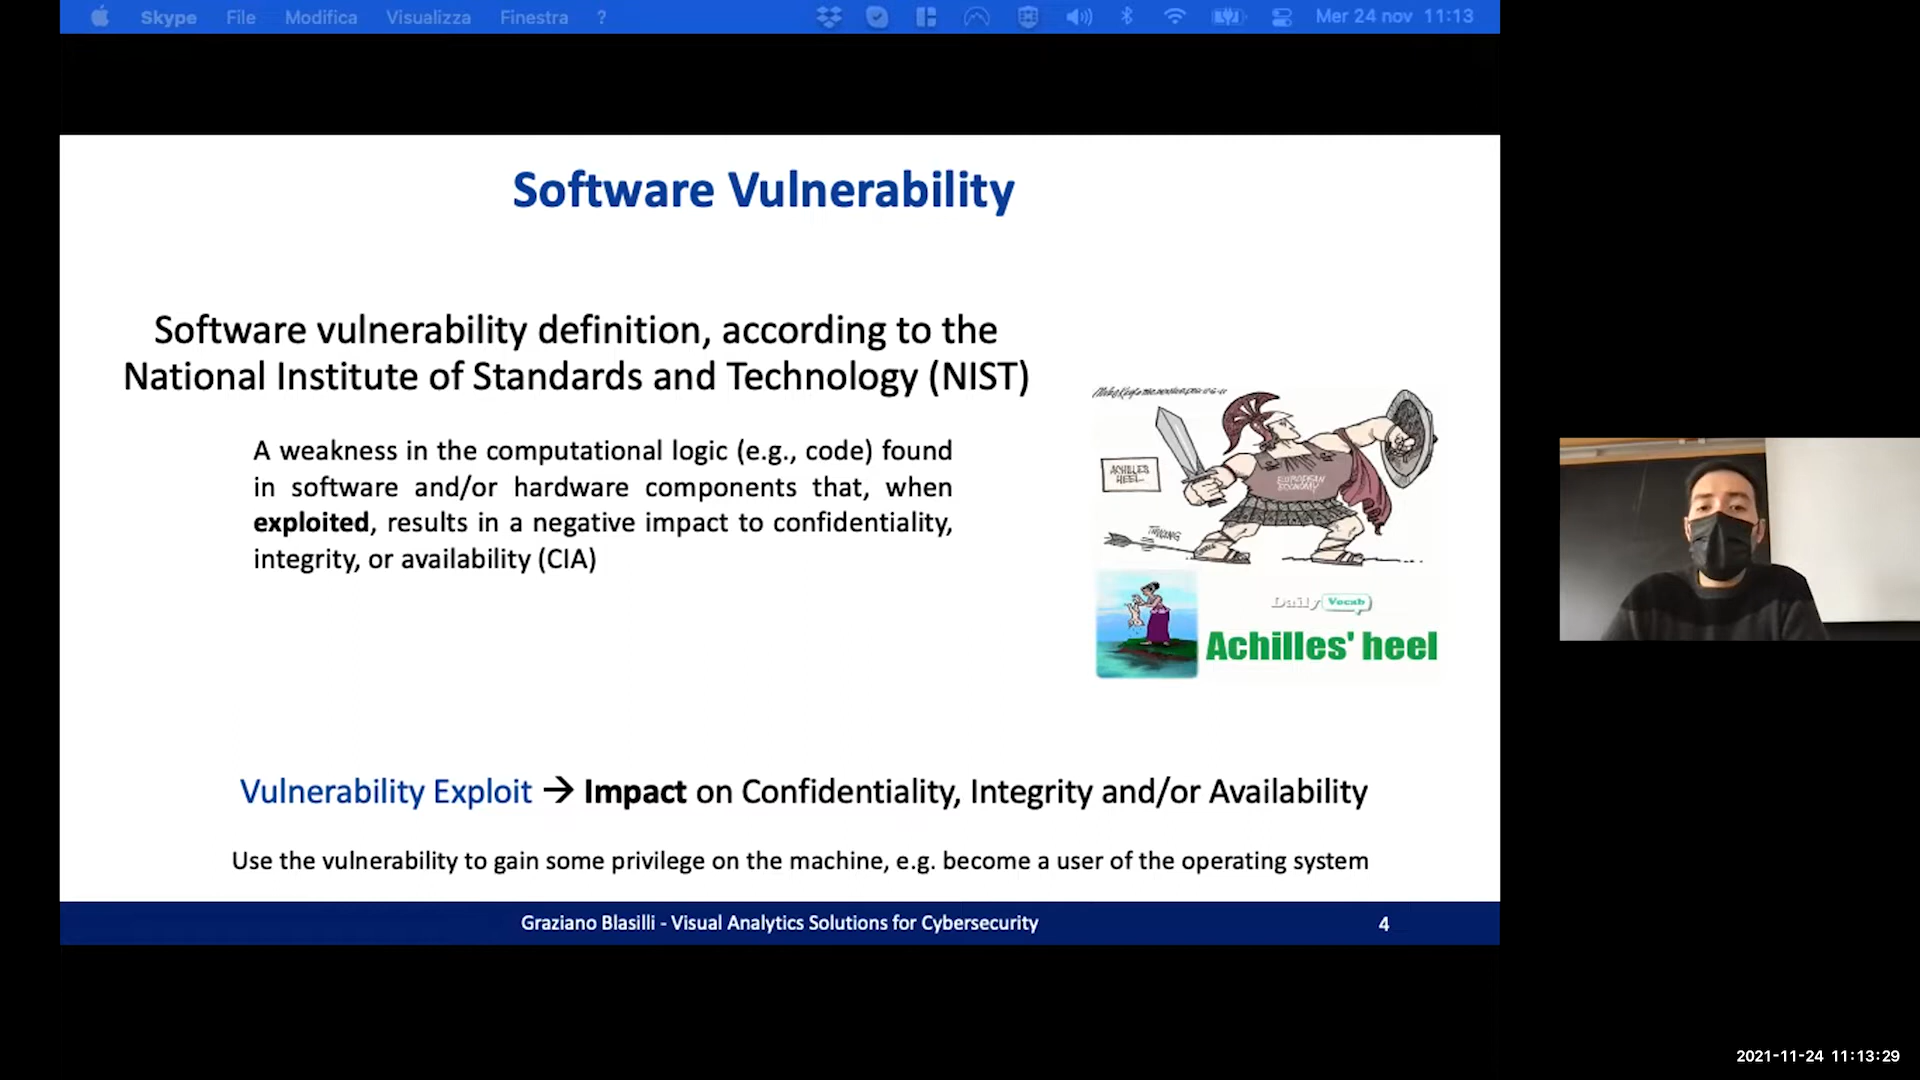 Skype File Modifica Visualizza Finestra ? Mer 24 nov 11:13
Software Vulnerability
Software vulnerability definition, according to the
National Institute of Standards and Technology (NIST)
A weakness in the computational logic (e.g., code) found
in software and/or hardware components that, when
exploited, results in a negative impact to confidentiality,
integrity, or availability (CIA)
ACHILLES
HEEL
EUROPEAN
ECONOMY
Daily Vocab
Achilles' heel
Vulnerability Exploit → Impact on Confidentiality, Integrity and/or Availability
Use the vulnerability to gain some privilege on the machine, e.g. become a user of the operating system
Graziano Blasilli - Visual Analytics Solutions for Cybersecurity 4
2021-11-24 11:13:29